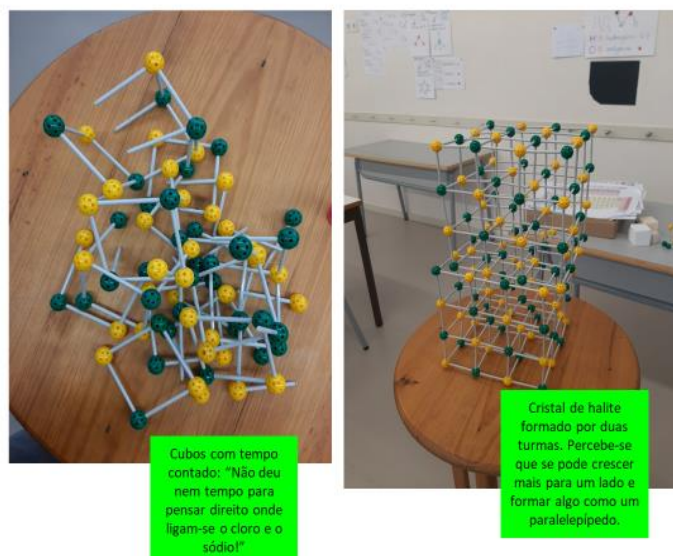 Cubos com tempo
contado: "Não deu
nem tempo para
pensar direito onde
ligam-se o cloro e o
sódio!"
Cristal de halite
formado por duas
turmas. Percebe-se
que se pode crescer
mais para um lado e
formar algo como um
paralelepípedo.